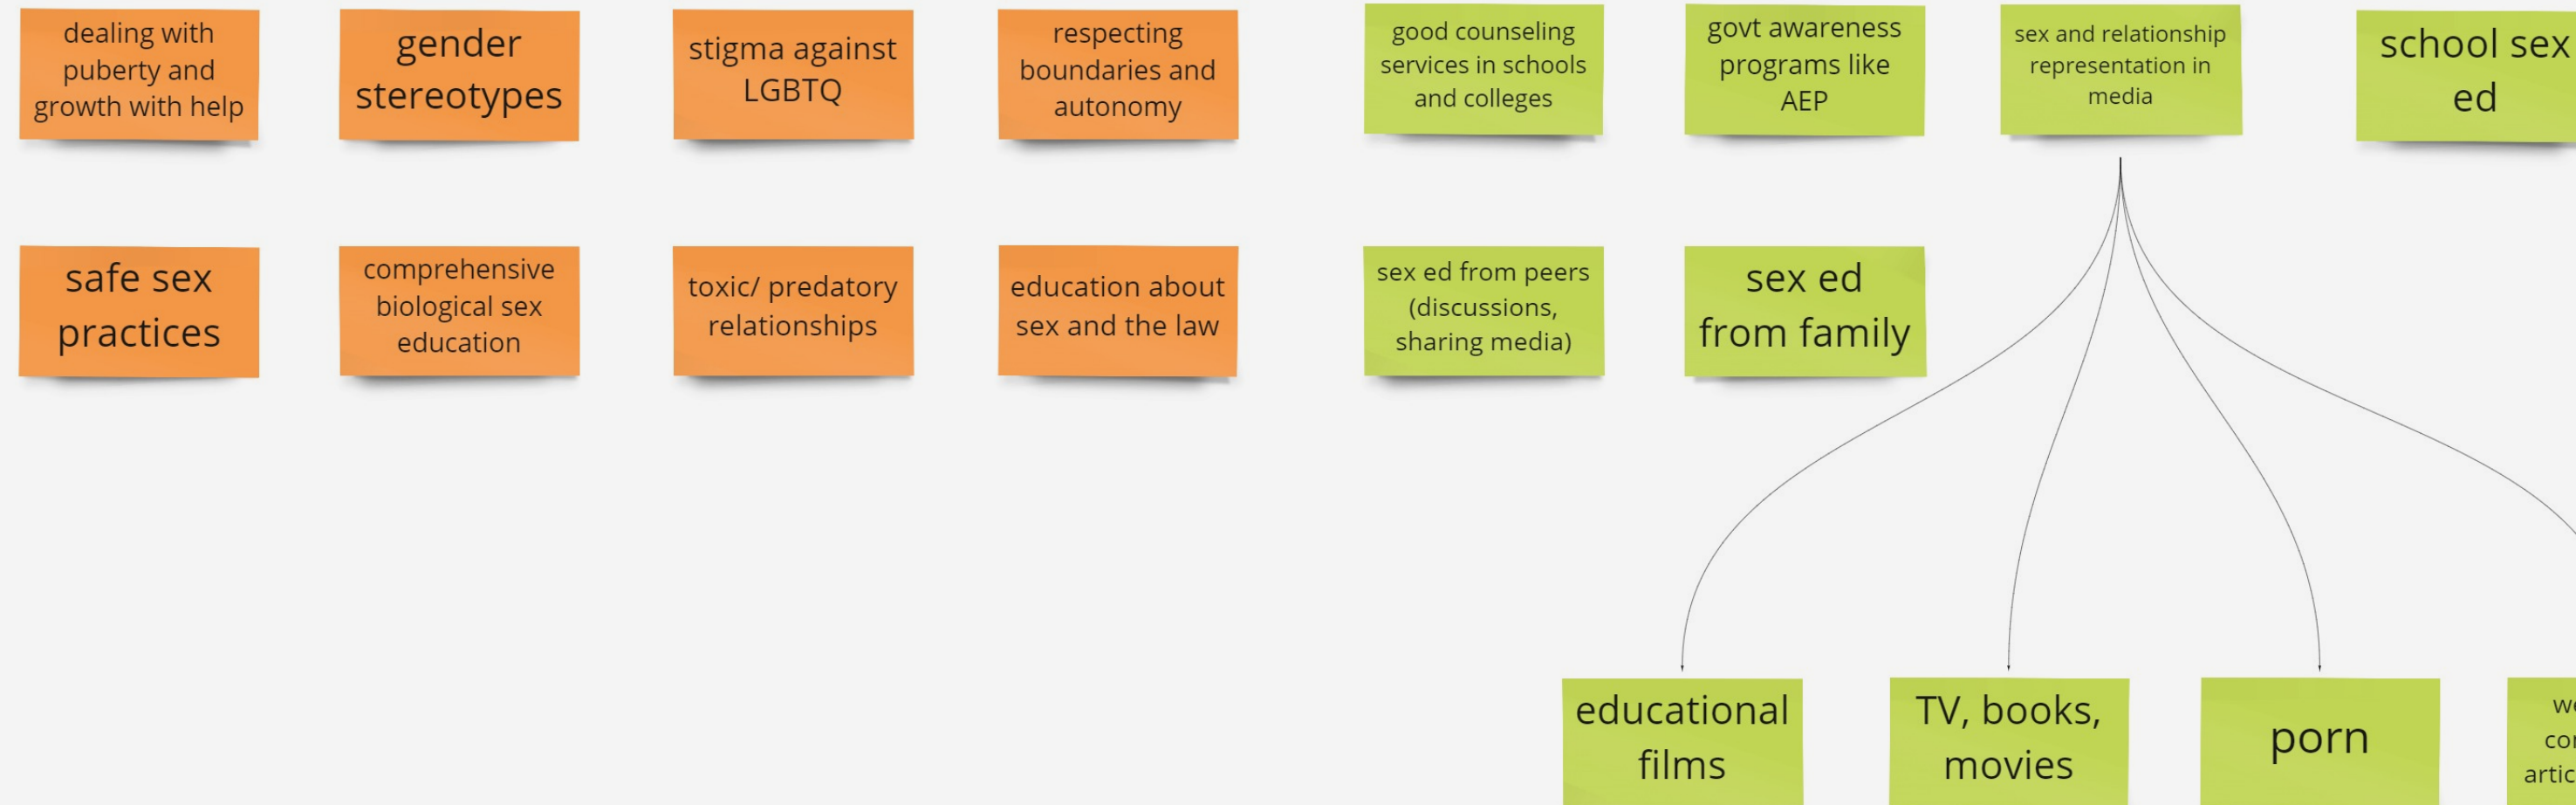 dealing with
puberty and
growth with help
gender
stereotypes
stigma against
LGBTQ
respecting
boundaries and
autonomy
good counseling
services in schools
and colleges
govt awareness
programs like
AEP
sex and relationship
representation in
media
school sex
ed
safe sex
practices
comprehensive
biological sex
education
toxic/ predatory
relationships
education about
sex and the law
sex ed from peers
(discussions,
sharing media)
sex ed
from family
educational
films
TV, books,
movies
porn